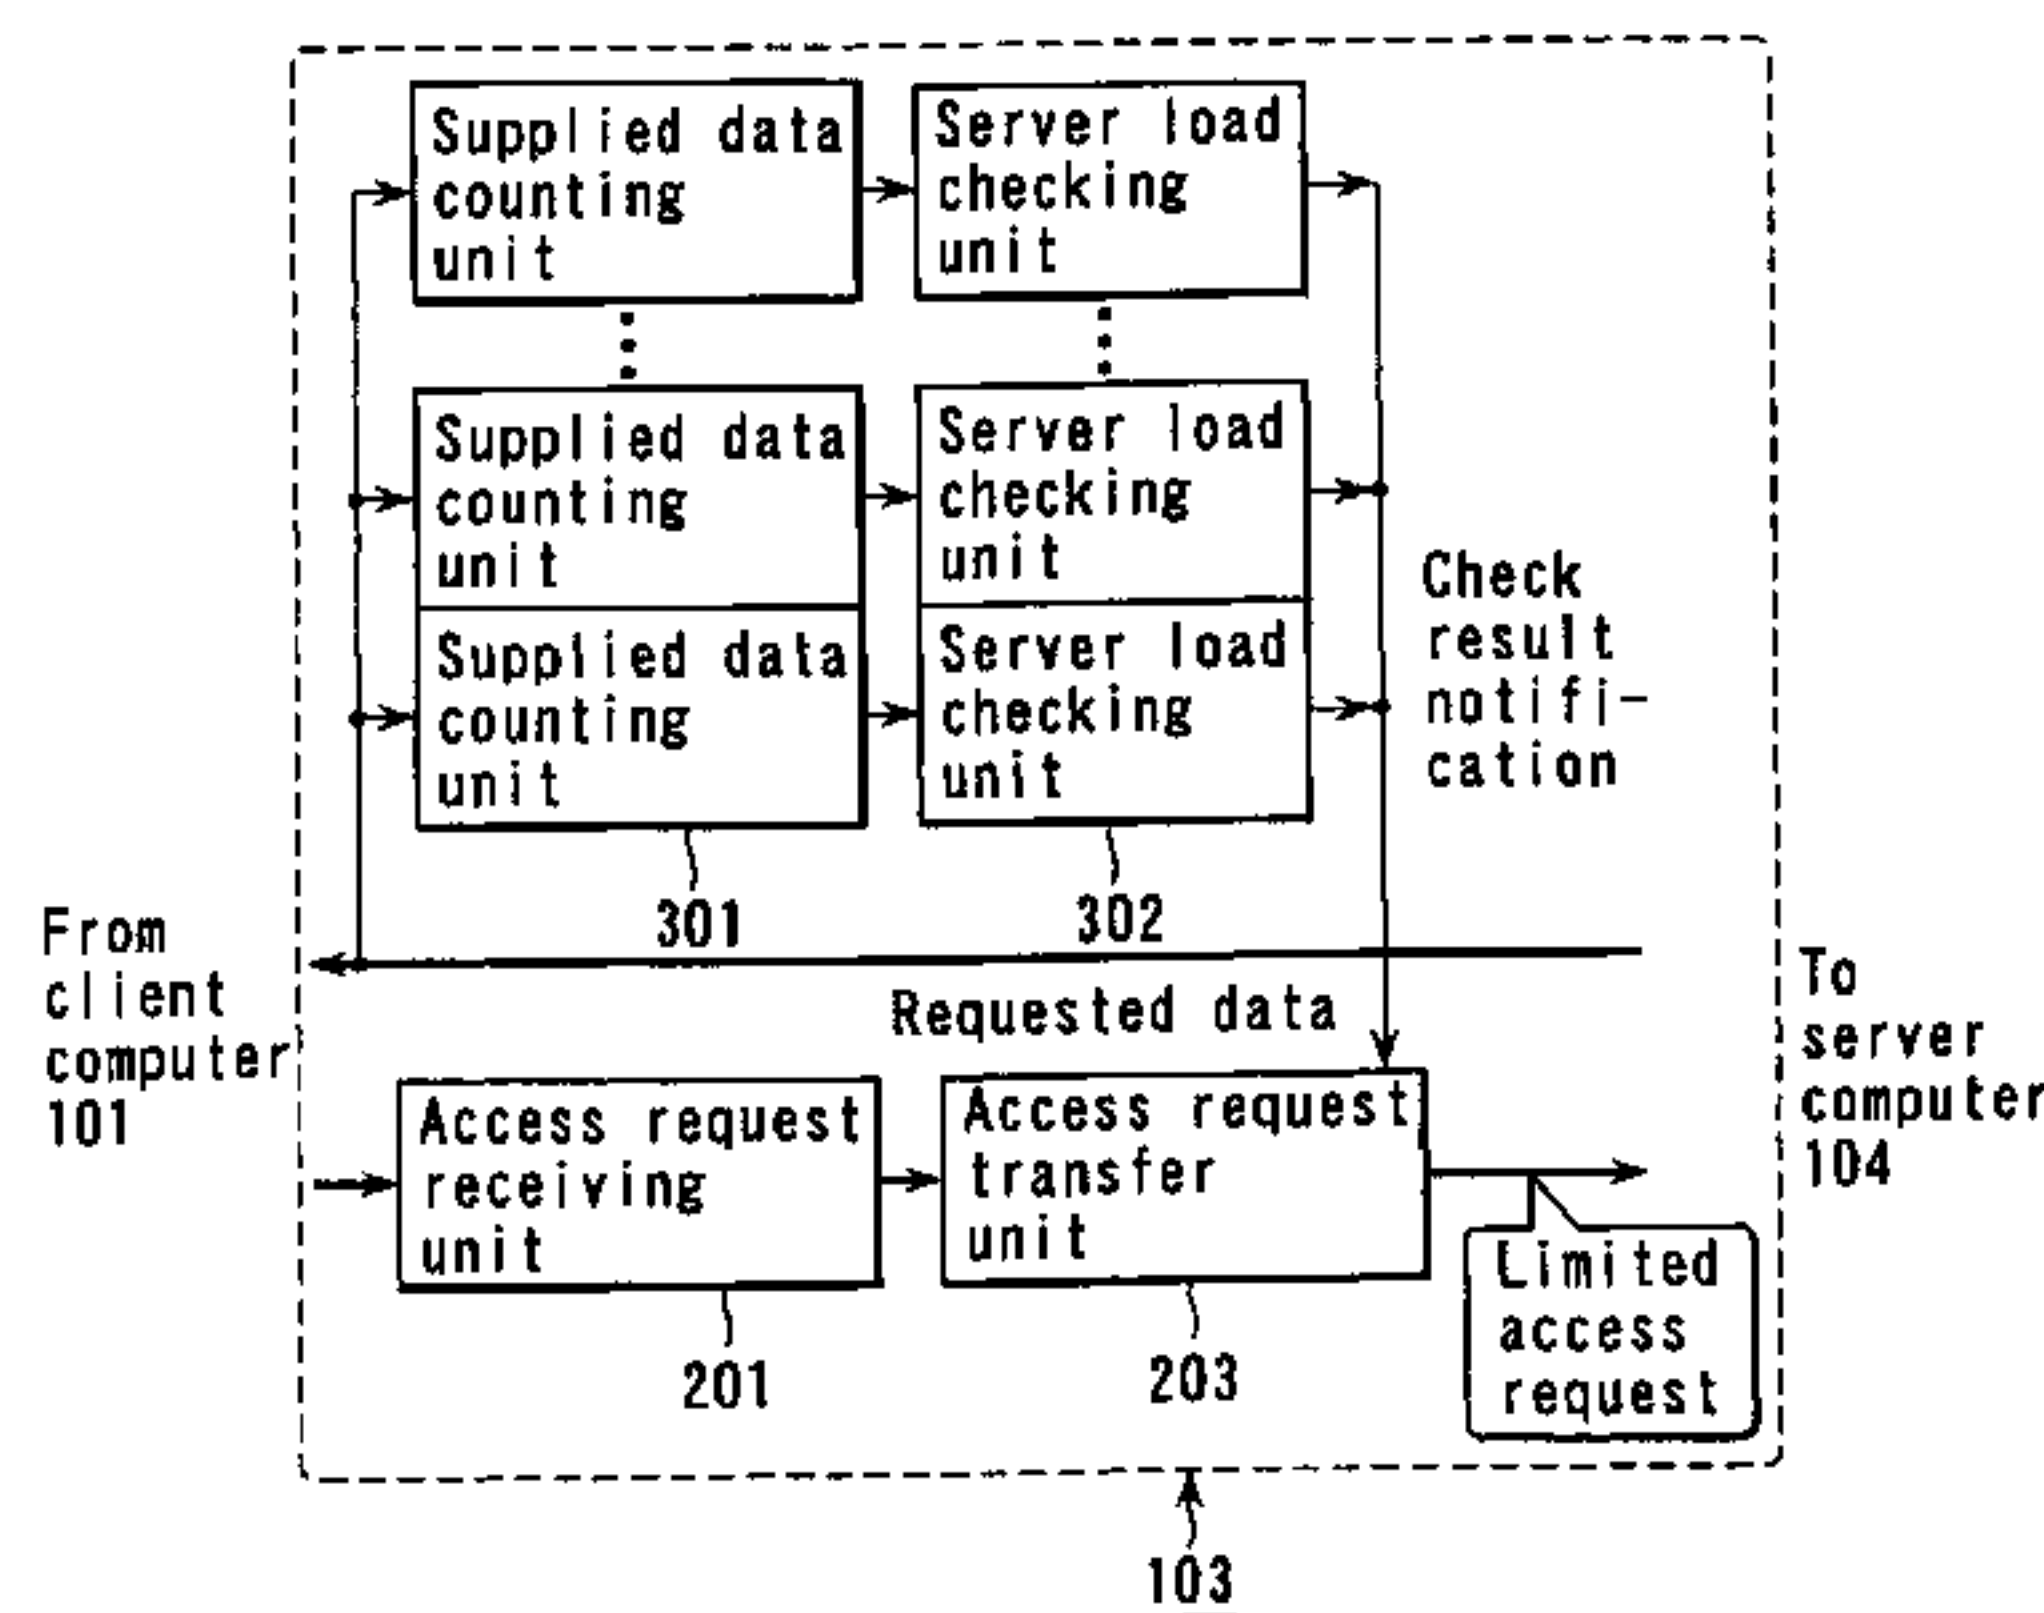 Supplied data
counting
unit
Server load
checking
unit
Supplied data
counting
unit
Server load
checking
unit
Supplied data
counting
unit
Server load
checking
unit
Check
result
notifi-
cation
301
302
From
client
computer
101
Requested data
To
server
computer
104
Access request
receiving
unit
Access request
transfer
unit
Limited
access
request
201
203
103